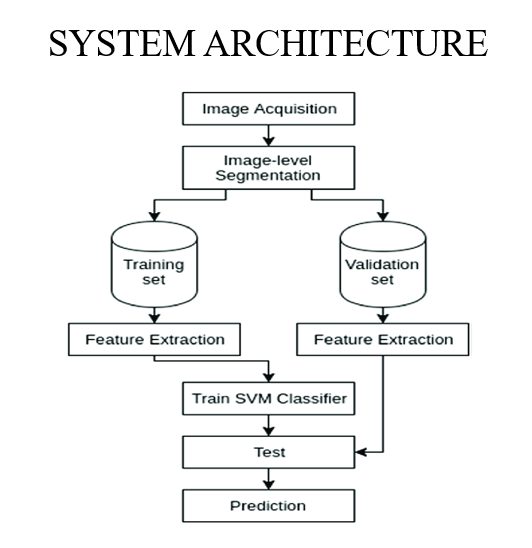 SYSTEM ARCHITECTURE
Image Acquisition
Image-level
Segmentation
Training
set
Validation
set
Feature Extraction
Feature Extraction
Train SVM Classifier
Test
Prediction